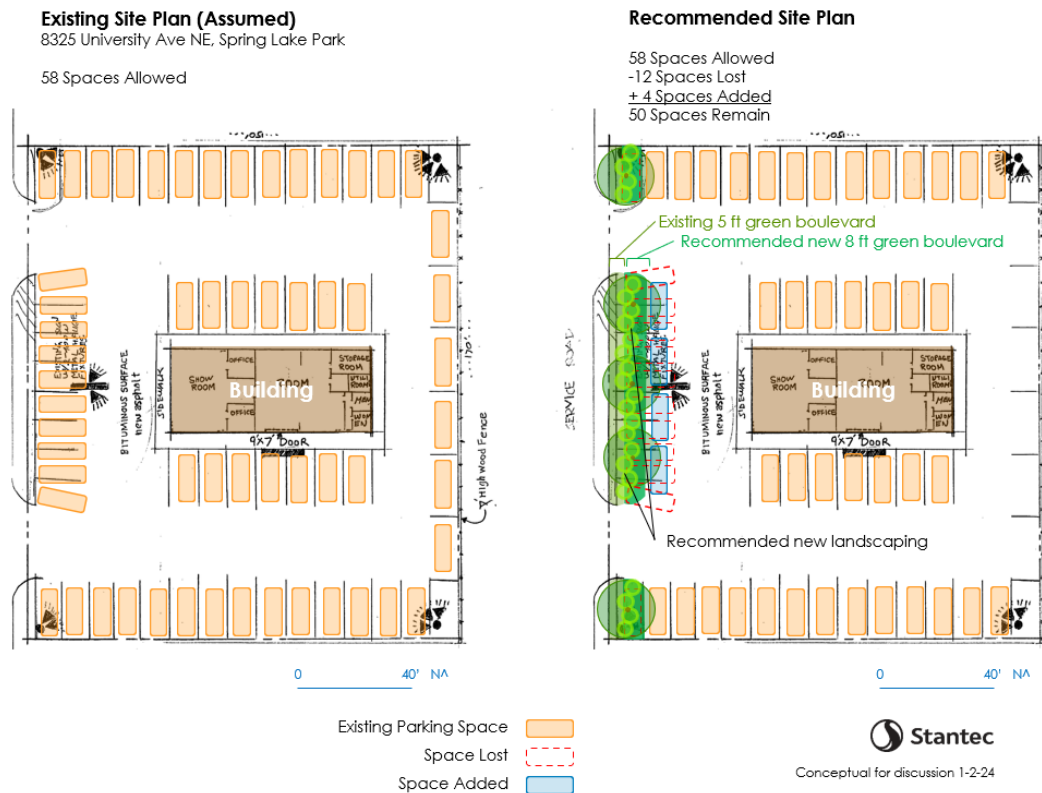 Existing Site Plan (Assumed)
8325 University Ave NE, Spring Lake Park
58 Spaces Allowed
Recommended Site Plan
58 Spaces Allowed
-12 Spaces Lost
+ 4 Spaces Added
50 Spaces Remain
Existing 5 ft green boulevard
Recommended new 8 ft green boulevard
BITUMINOUS SURFACE
new asphalt
SIDEWALK
OFFICE
SHOW
ROOM
ROOM
OFFICE
STORAGE
ROOM
Building
9'x7' DOOR
High Wood Fence
SERVICE ROAD
BITUMINOUS SURFACE
new asphalt
SIDEWALK
OFFICE
SHOW
ROOM
ROOM
OFFICE
STORAGE
ROOM
Building
9'x7' DOOR
Recommended new landscaping
0 40' N
0 40' N
Existing Parking Space
Space Lost
Space Added
Stantec
Conceptual for discussion 1-2-24